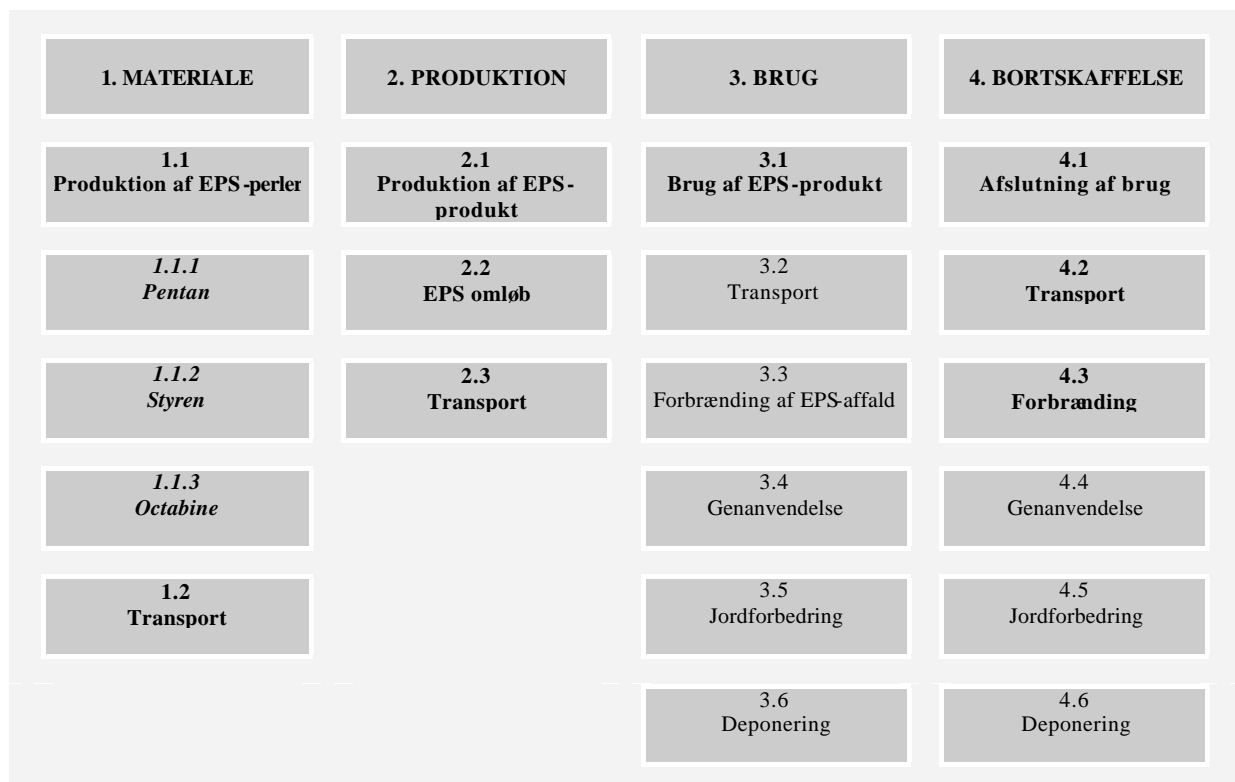 1. MATERIALE
2. PRODUKTION
3. BRUG
4. BORTSKAFFELSE
1.1
Produktion af EPS-perler
2.1
Produktion af EPS-
produkt
3.1
Brug af EPS-produkt
4.1
Afslutning af brug
1.1.1
Pentan
2.2
EPS omløb
3.2
Transport
4.2
Transport
1.1.2
Styren
2.3
Transport
3.3
Forbrænding af EPS-affald
4.3
Forbrænding
1.1.3
Octabine
3.4
Genanvendelse
4.4
Genanvendelse
1.2
Transport
3.5
Jordforbedring
4.5
Jordforbedring
3.6
Deponering
4.6
Deponering